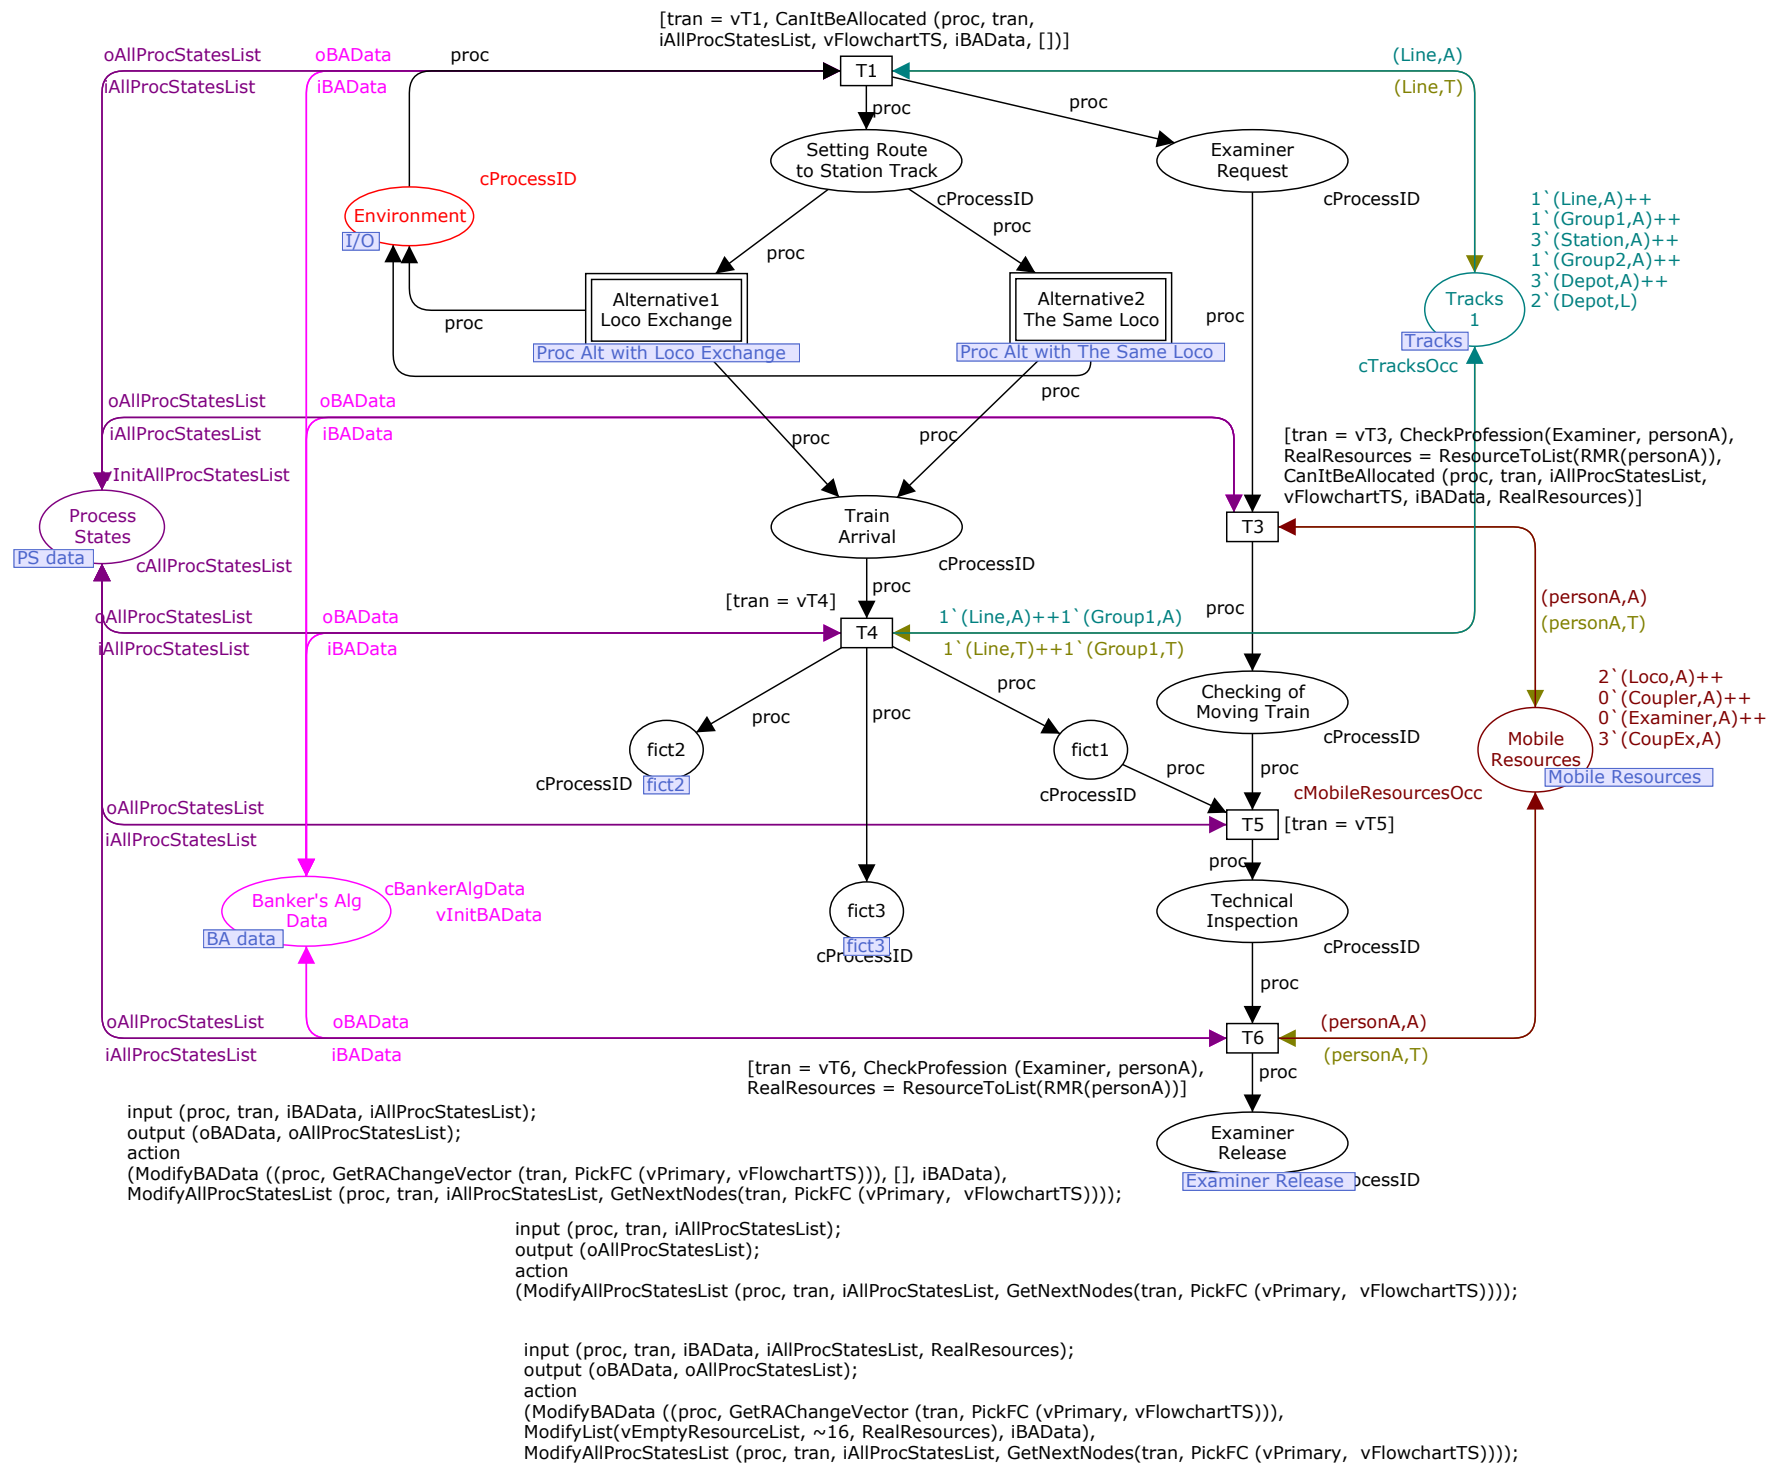 [tran = vT1, CanItBeAllocated (proc, tran,
iAllProcStatesList, vFlowchartTS, iBAData, [])]
oAllProcStatesList
oBAData
proc
T1
(Line,A)
iAllProcStatesList
iBAData
(Line,T)
proc
proc
Setting Route
to Station Track
cProcessID
Examiner
Request
cProcessID
cProcessID
Environment
I/O
proc
proc
1`(Line,A)++
1`(Group1,A)++
3`(Station,A)++
1`(Group2,A)++
3`(Depot,A)++
2`(Depot,L)
Alternative1
Loco Exchange
Proc Alt with Loco Exchange
Alternative2
The Same Loco
Proc Alt with The Same Loco
proc
proc
Tracks
1
Tracks
cTracksOcc
proc
oAllProcStatesList
oBAData
iAllProcStatesList
iBAData
proc
proc
[tran = vT3, CheckProfession(Examiner, personA),
RealResources = ResourceToList(RMR(personA)),
CanItBeAllocated (proc, tran, iAllProcStatesList,
vFlowchartTS, iBAData, RealResources)]
InitAllProcStatesList
Process
States
PS data
cAllProcStatesList
Train
Arrival
cProcessID
T3
proc
[tran = vT4]
proc
oAllProcStatesList
oBAData
T4
1`(Line,A)++1`(Group1,A)
iAllProcStatesList
iBAData
1`(Line,T)++1`(Group1,T)
(personA,A)
(personA,T)
proc
proc
proc
Checking of
Moving Train
cProcessID
2`(Loco,A)++
0`(Coupler,A)++
0`(Examiner,A)++
3`(CoupEx,A)
Mobile
Resources
Mobile Resources
cMobileResourcesOcc
fict2
fict2
cProcessID
fict1
cProcessID
proc
proc
oAllProcStatesList
iAllProcStatesList
T5
[tran = vT5]
proc
Banker's Alg
Data
BA data
cBankerAlgData
vInitBAData
fict3
fict3
cProcessID
Technical
Inspection
cProcessID
proc
oAllProcStatesList
oBAData
T6
(personA,A)
iAllProcStatesList
iBAData
(personA,T)
[tran = vT6, CheckProfession (Examiner, personA),
RealResources = ResourceToList(RMR(personA))]
proc
Examiner
Release
Examiner Release
ocessID
input (proc, tran, iBAData, iAllProcStatesList);
output (oBAData, oAllProcStatesList);
action
(ModifyBAData ((proc, GetRAChangeVector (tran, PickFC (vPrimary, vFlowchartTS))), [], iBAData),
ModifyAllProcStatesList (proc, tran, iAllProcStatesList, GetNextNodes(tran, PickFC (vPrimary,  vFlowchartTS))));
input (proc, tran, iAllProcStatesList);
output (oAllProcStatesList);
action
(ModifyAllProcStatesList (proc, tran, iAllProcStatesList, GetNextNodes(tran, PickFC (vPrimary,  vFlowchartTS))));
input (proc, tran, iBAData, iAllProcStatesList, RealResources);
output (oBAData, oAllProcStatesList);
action
(ModifyBAData ((proc, GetRAChangeVector (tran, PickFC (vPrimary, vFlowchartTS))),
ModifyList(vEmptyResourceList, ~16, RealResources), iBAData),
ModifyAllProcStatesList (proc, tran, iAllProcStatesList, GetNextNodes(tran, PickFC (vPrimary,  vFlowchartTS))));